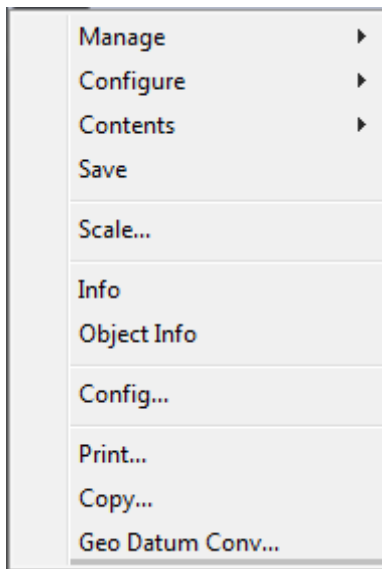 Manage
Configure
Contents
Save
Scale...
Info
Object Info
Config...
Print...
Copy...
Geo Datum Conv...